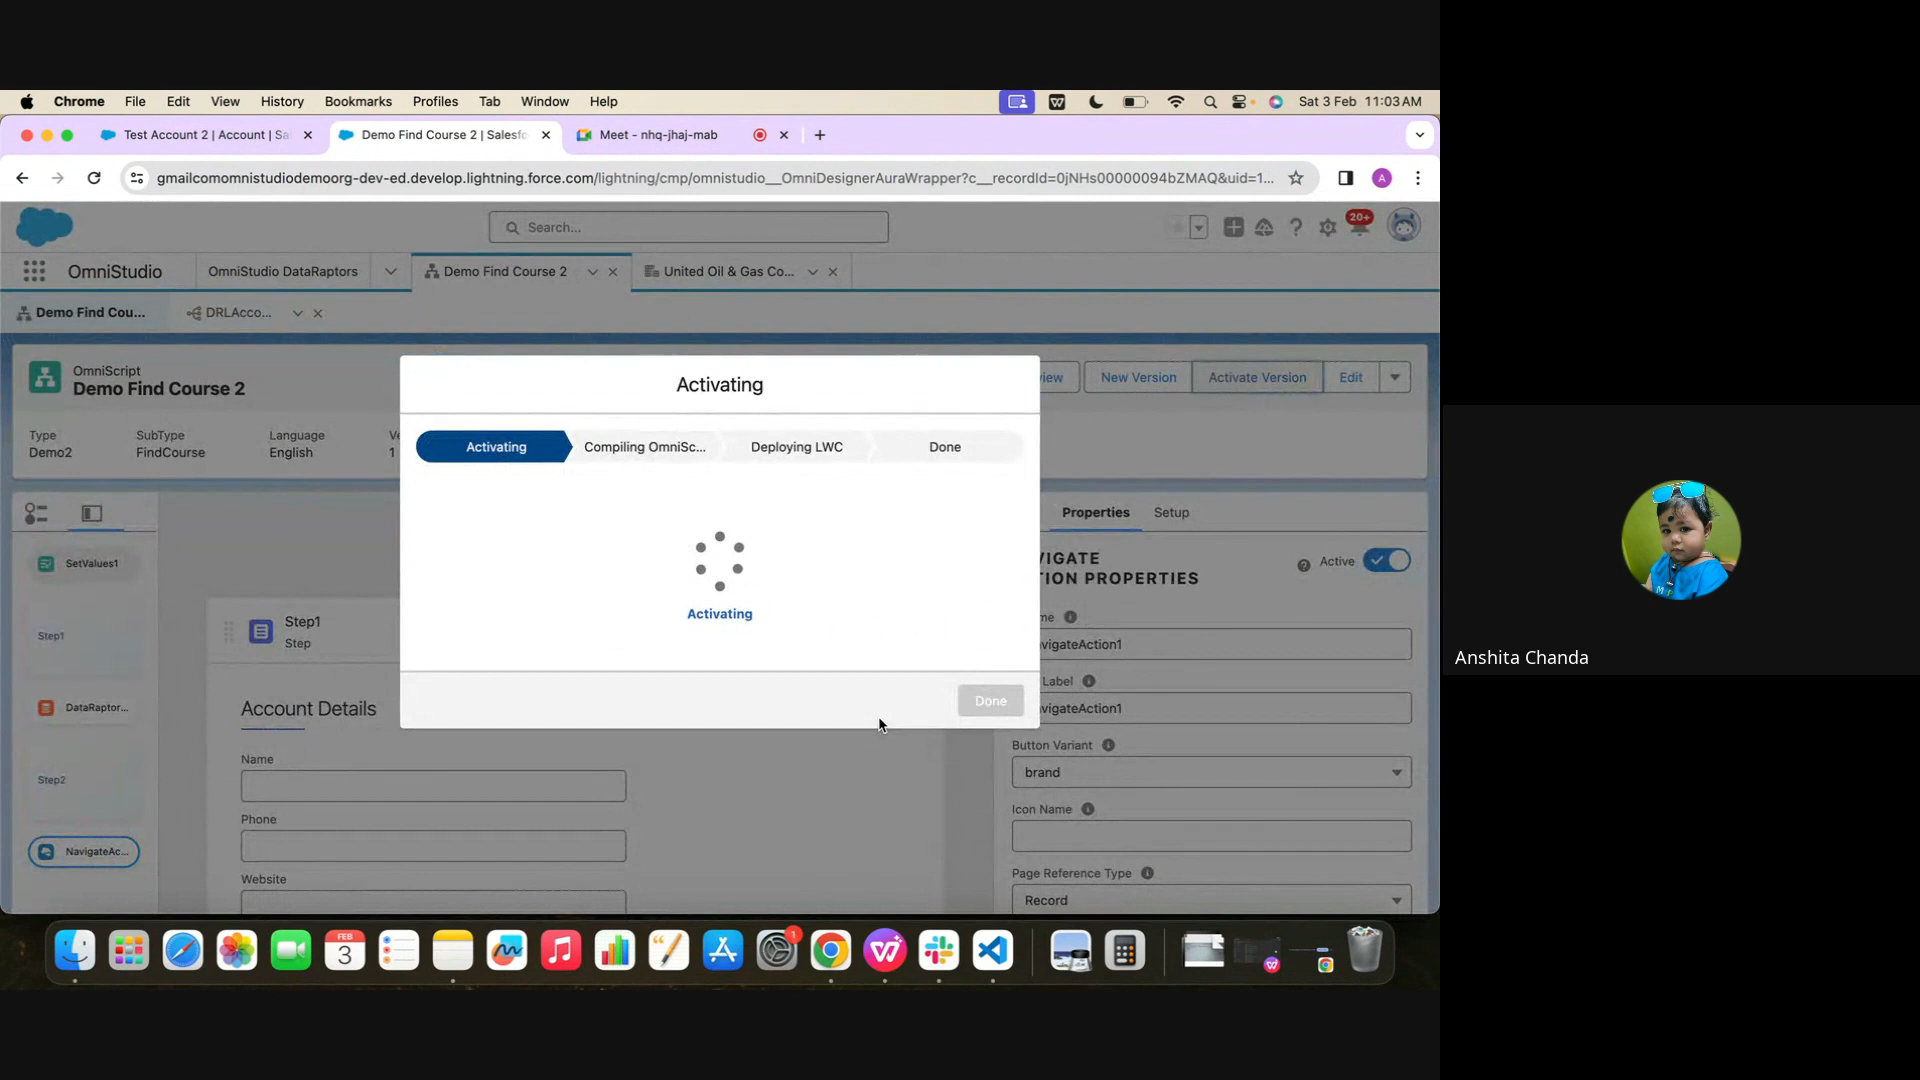 Chrome File Edit View History Bookmarks Profiles Tab Window Help Sat 3 Feb 11:03 AM
Test Account 2 | Account | Sa
Demo Find Course 2 | Salesfo
Meet - nhq-jhaj-mab
gmailcomomnistudiodemoorg-dev-ed.develop.lightning.force.com/lightning/cmp/omnistudio__OmniDesignerAuraWrapper?c__recordId=0jNHs00000094bZMAQ&uid=1...
A
Search...
20+
OmniStudio
OmniStudio DataRaptors
Demo Find Course 2
United Oil & Gas Co...
Demo Find Cou...
DRLAcco...
OmniScript
Demo Find Course 2
New Version
Activate Version
Edit
Type
Demo2
SubType
FindCourse
Language
English
1
Activating
Activating
Compiling OmniSc...
Deploying LWC
Done
Activating
Done
SetValues1
Step1
DataRaptor...
Step2
NavigateAc...
Step1
Step
Account Details
Name
Phone
Website
Properties
Setup
Active
PROPERTIES
Label
Button Variant
brand
Icon Name
Page Reference Type
Record
Anshita Chanda
FEB
3
1